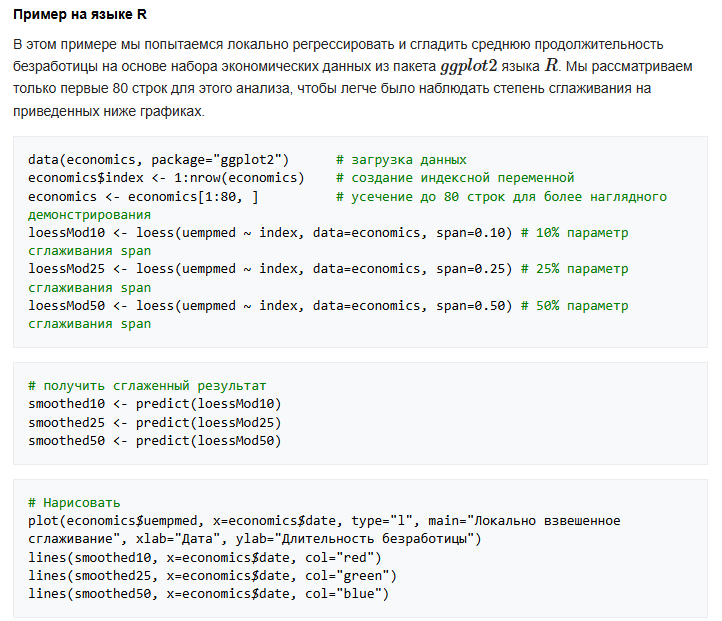 Пример на языке R
В этом примере мы попытаемся локально регрессировать и сгладить среднюю продолжительность
безработицы на основе набора экономических данных из пакета ggplot2 языка R. Мы рассматриваем
только первые 80 строк для этого анализа, чтобы легче было наблюдать степень сглаживания на
приведенных ниже графиках.
data(economics, package="ggplot2")      # загрузка данных
economics$index <- 1:nrow(economics)    # создание индексной переменной
economics <- economics[1:80, ]          # усечение до 80 строк для более наглядного
демонстрирования
loessMod10 <- loess(uempmed ~ index, data=economics, span=0.10) # 10% параметр
сглаживания span
loessMod25 <- loess(uempmed ~ index, data=economics, span=0.25) # 25% параметр
сглаживания span
loessMod50 <- loess(uempmed ~ index, data=economics, span=0.50) # 50% параметр
сглаживания span
# получить сглаженный результат
smoothed10 <- predict(loessMod10)
smoothed25 <- predict(loessMod25)
smoothed50 <- predict(loessMod50)
# Нарисовать
plot(economics$uempmed, x=economics$date, type="l", main="Локально взвешенное
сглаживание", xlab="Дата", ylab="Длительность безработицы")
lines(smoothed10, x=economics$date, col="red")
lines(smoothed25, x=economics$date, col="green")
lines(smoothed50, x=economics$date, col="blue")